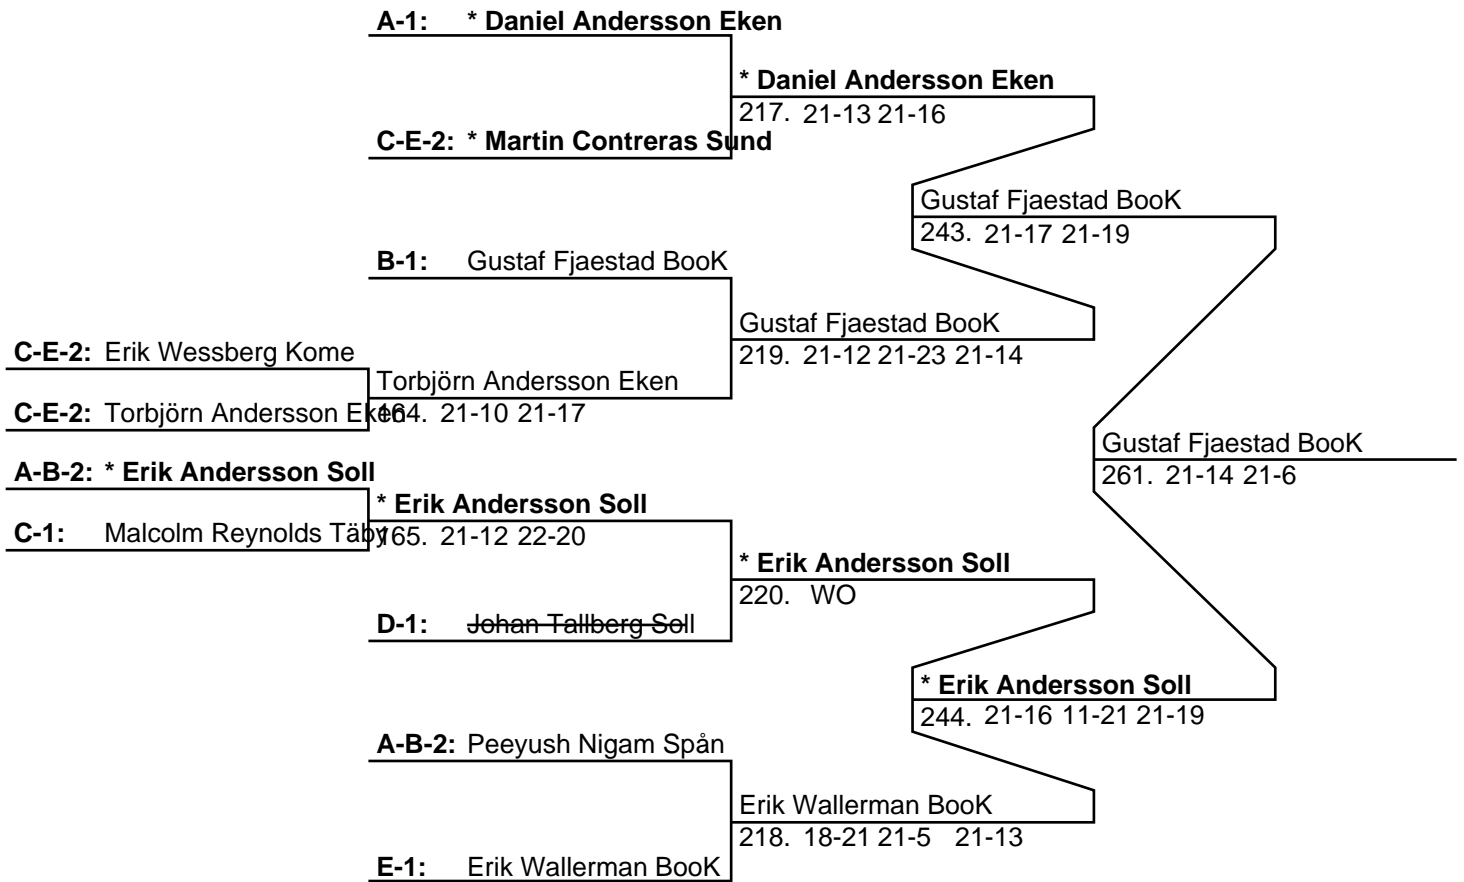 A-1: * Daniel Andersson Eken
* Daniel Andersson Eken
217. 21-13 21-16
C-E-2: * Martin Contreras Sund
Gustaf Fjaestad BooK
243. 21-17 21-19
B-1: Gustaf Fjaestad BooK
Gustaf Fjaestad BooK
219. 21-12 21-23 21-14
C-E-2: Erik Wessberg Kome
Torbjörn Andersson Eken
164. 21-10 21-17
C-E-2: Torbjörn Andersson Eken
Gustaf Fjaestad BooK
261. 21-14 21-6
A-B-2: * Erik Andersson Soll
* Erik Andersson Soll
165. 21-12 22-20
C-1: Malcolm Reynolds Täby
* Erik Andersson Soll
220. WO
D-1: Johan Tallberg Soll
* Erik Andersson Soll
244. 21-16 11-21 21-19
A-B-2: Peeyush Nigam Spån
Erik Wallerman BooK
218. 18-21 21-5 21-13
E-1: Erik Wallerman BooK